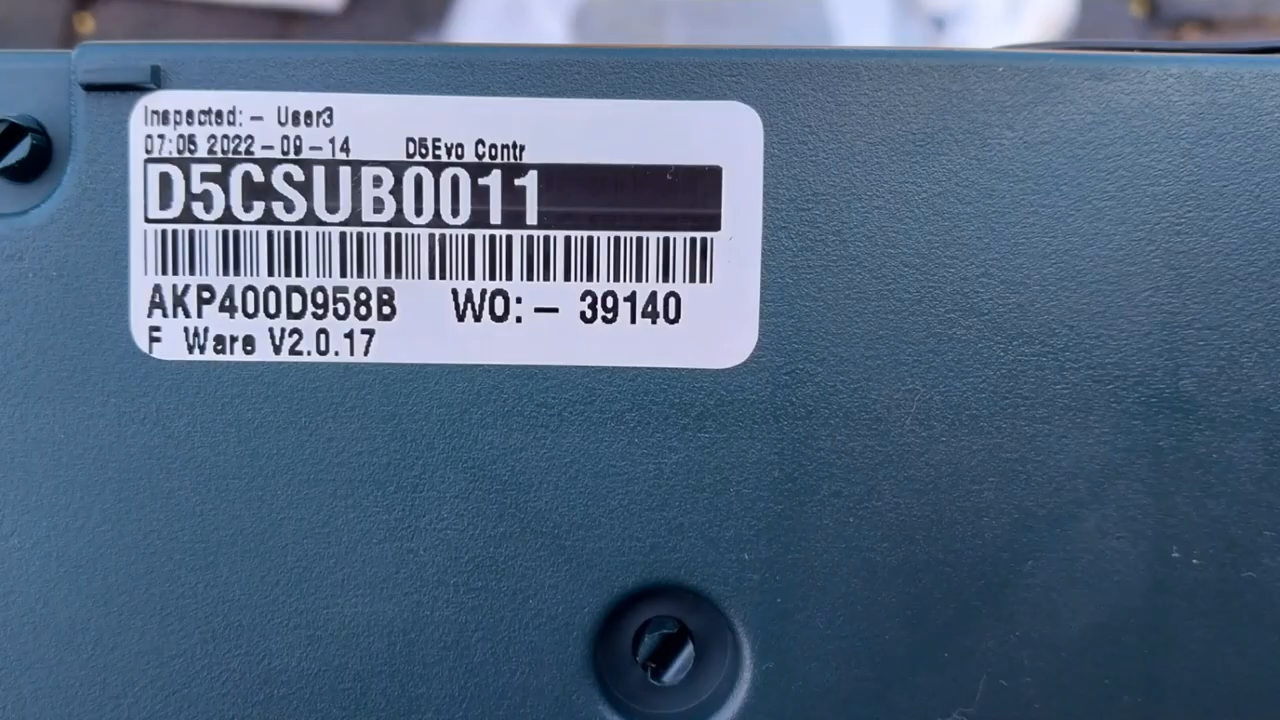 Inspected: - User3
07:05 2022-09-14 D5Evo Contr
D5CSUB0011
AKP400D958B WO: - 39140
F Ware V2.0.17